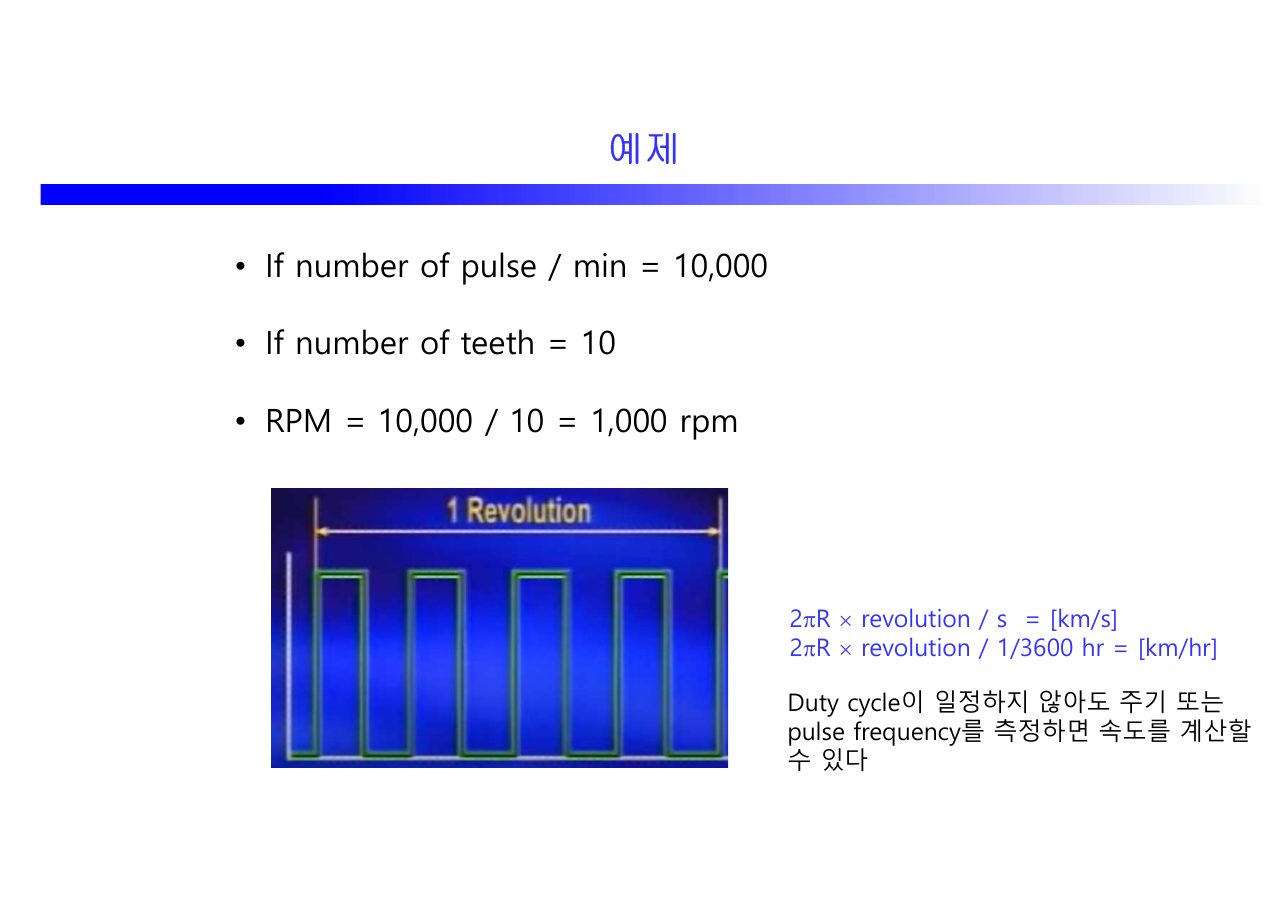 예제
• If number of pulse / min = 10,000
• If number of teeth = 10
• RPM = 10,000 / 10 = 1,000 rpm
1 Revolution
2πR × revolution / s = [km/s]
2πR × revolution / 1/3600 hr = [km/hr]
Duty cycle이 일정하지 않아도 주기 또는
pulse frequency를 측정하면 속도를 계산할
수 있다